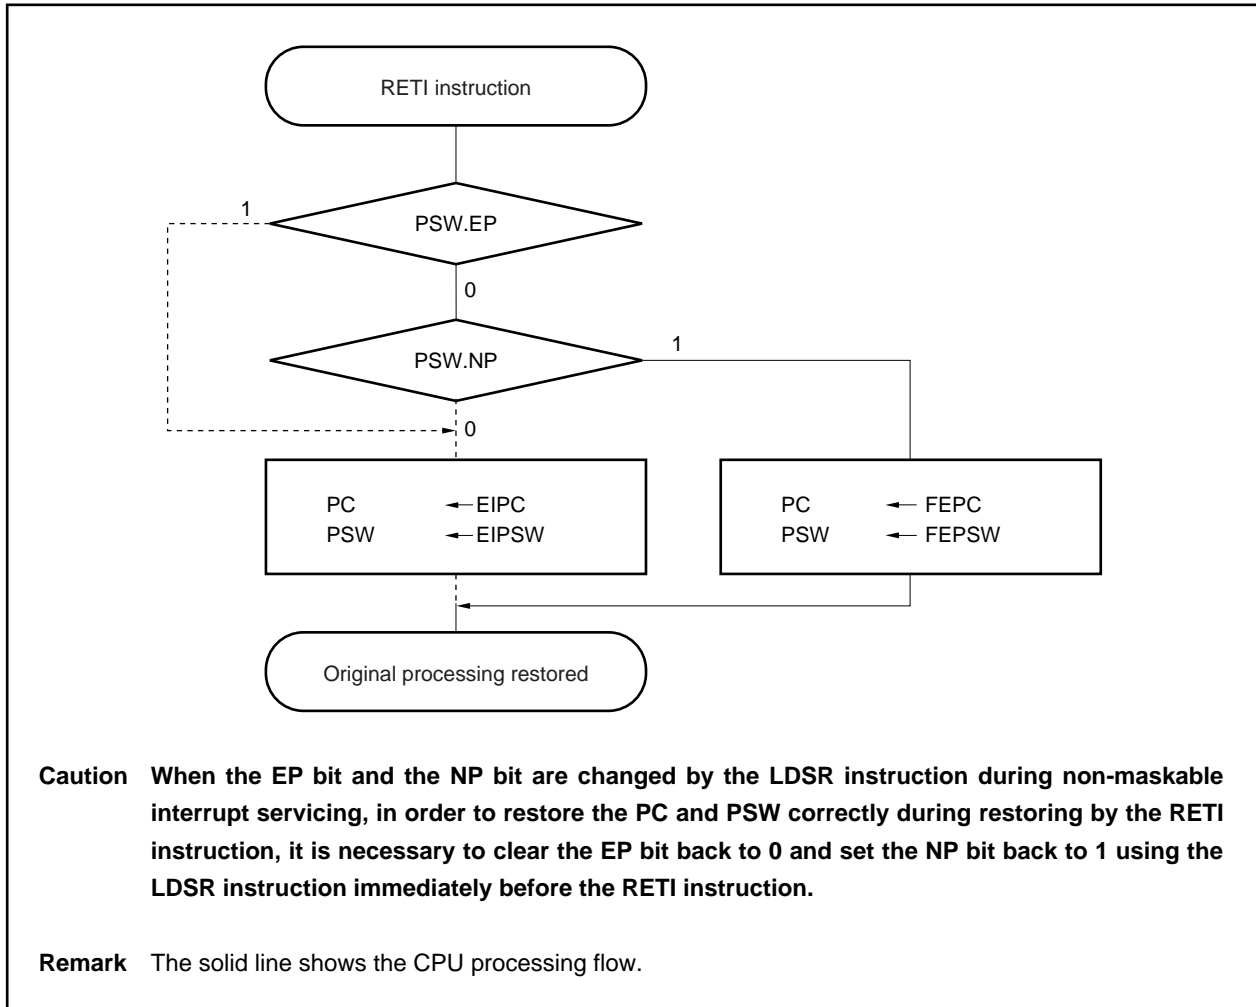 RETI instruction
1
PSW.EP
0
PSW.NP
1
0
PC ← EIPC
PSW ← EIPSW
PC ← FEPC
PSW ← FEPSW
Original processing restored
Caution When the EP bit and the NP bit are changed by the LDSR instruction during non-maskable
interrupt servicing, in order to restore the PC and PSW correctly during restoring by the RETI
instruction, it is necessary to clear the EP bit back to 0 and set the NP bit back to 1 using the
LDSR instruction immediately before the RETI instruction.
Remark The solid line shows the CPU processing flow.